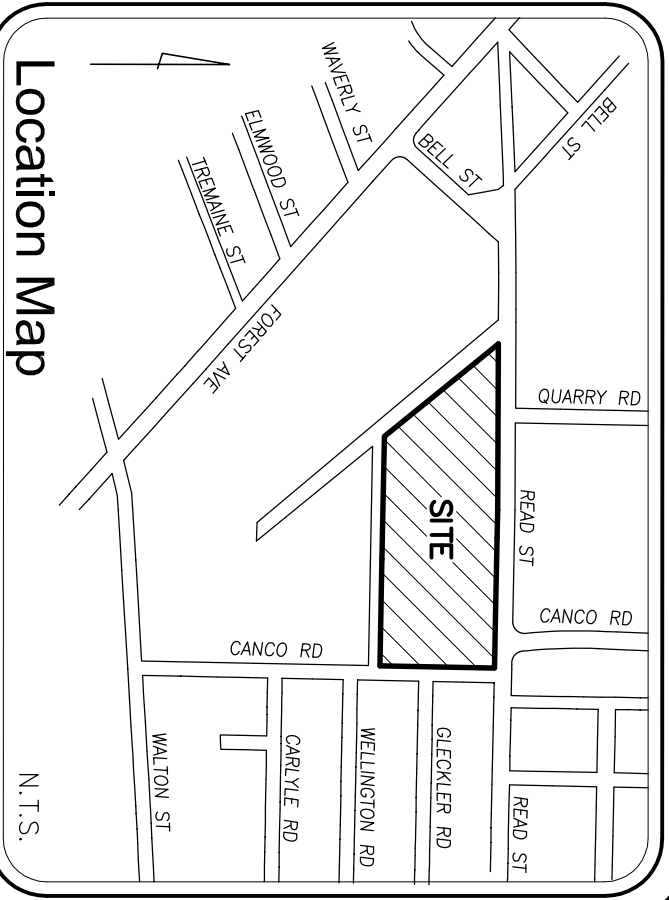 WAVERLY ST
ELMWOOD ST
TREMAINE ST
BELL ST
BELL ST
FOREST AVE
QUARRY RD
READ ST
SITE
CANCO RD
CANCO RD
WALTON ST
CARLYLE RD
WELLINGTON RD
GLECKLER RD
READ ST
Location Map
N.T.S.